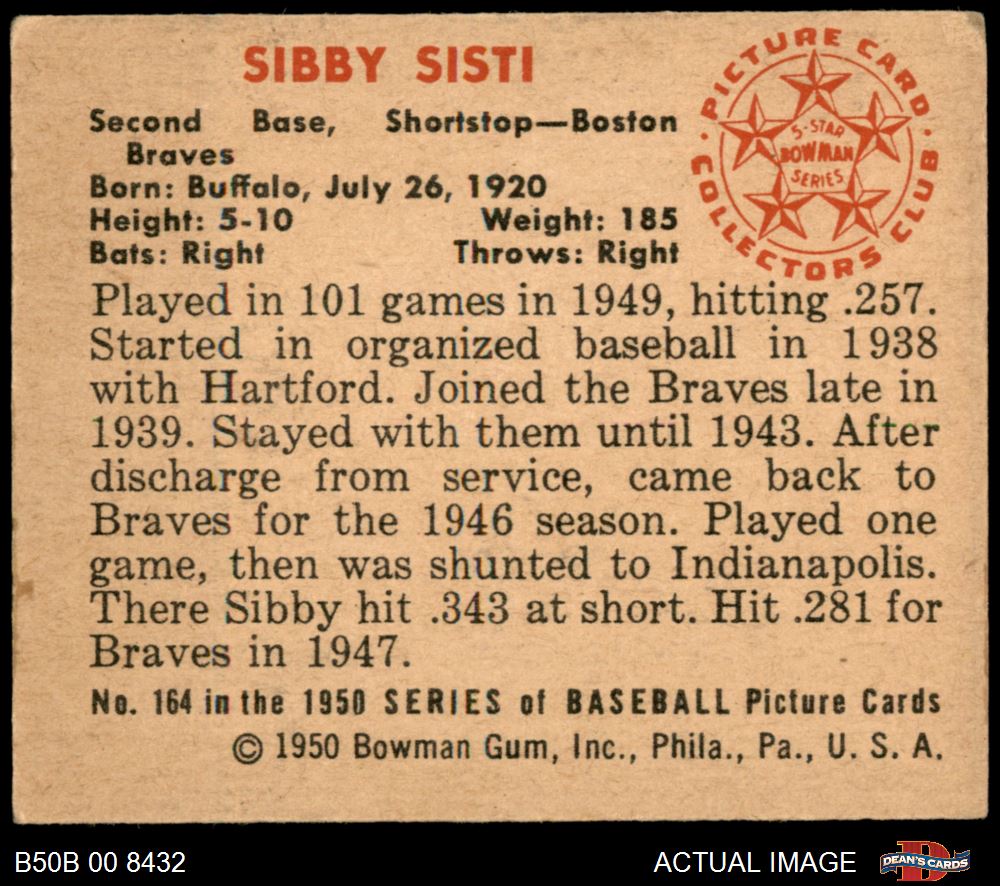 SIBBY SISTI
Second Base, Shortstop—Boston
Braves
Born: Buffalo, July 26, 1920
Height: 5-10 Weight: 185
Bats: Right Throws: Right
PICTURE CARD
COLLECTORS CLUB
5-STAR
BOWMAN
SERIES
Played in 101 games in 1949, hitting .257.
Started in organized baseball in 1938
with Hartford. Joined the Braves late in
1939. Stayed with them until 1943. After
discharge from service, came back to
Braves for the 1946 season. Played one
game, then was shunted to Indianapolis.
There Sibby hit .343 at short. Hit .281 for
Braves in 1947.
No. 164 in the 1950 SERIES of BASEBALL Picture Cards
© 1950 Bowman Gum, Inc., Phila., Pa., U. S. A.
B50B 00 8432
ACTUAL IMAGE
DEAN'S CARDS